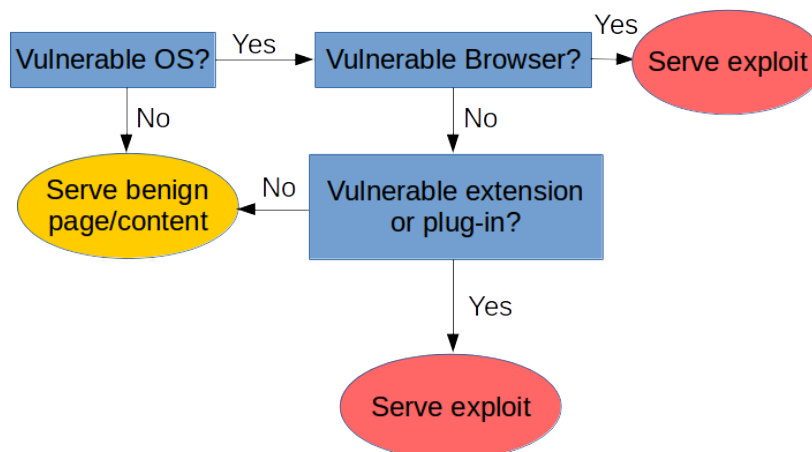 Vulnerable OS?
Yes
Vulnerable Browser?
Yes
Serve exploit
No
No
Serve benign
page/content
No
Vulnerable extension
or plug-in?
Yes
Serve exploit